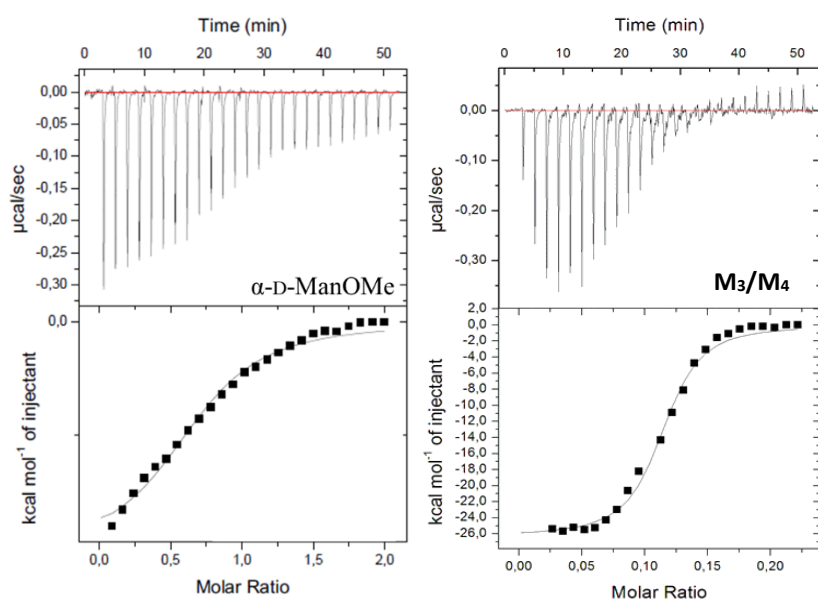 Time (min)
0 10 20 30 40 50
0,00
-0,05
-0,10
-0,15
-0,20
-0,25
-0,30
µcal/sec
α-D-ManOMe
0,0
kcal mol⁻¹ of injectant
0,0 0,5 1,0 1,5 2,0
Molar Ratio
Time (min)
0 10 20 30 40 50
0,00
-0,10
-0,20
-0,30
µcal/sec
M₃/M₄
2,0
0,0
-2,0
-4,0
-6,0
-8,0
-10,0
-12,0
-14,0
-16,0
-18,0
-20,0
-22,0
-24,0
-26,0
kcal mol⁻¹ of injectant
0,00 0,05 0,10 0,15 0,20
Molar Ratio